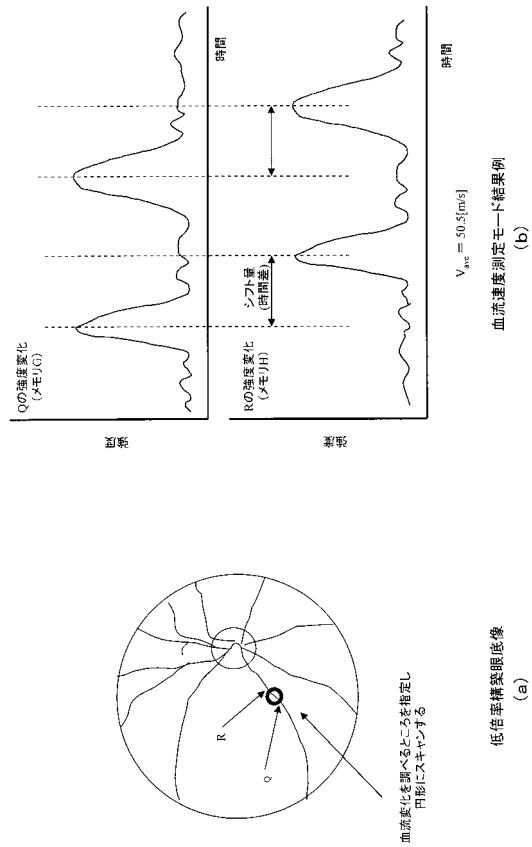 R
Q
血流変化を調べるところを指定し
円形にスキャンする
低倍率構築眼底像
(a)
強度
Qの強度変化
(メモリG)
時間
強度
Rの強度変化
(メモリH)
シフト量
(時間差)
時間
Vave = 50.5[m/s]
血流速度測定モード結果例
(b)